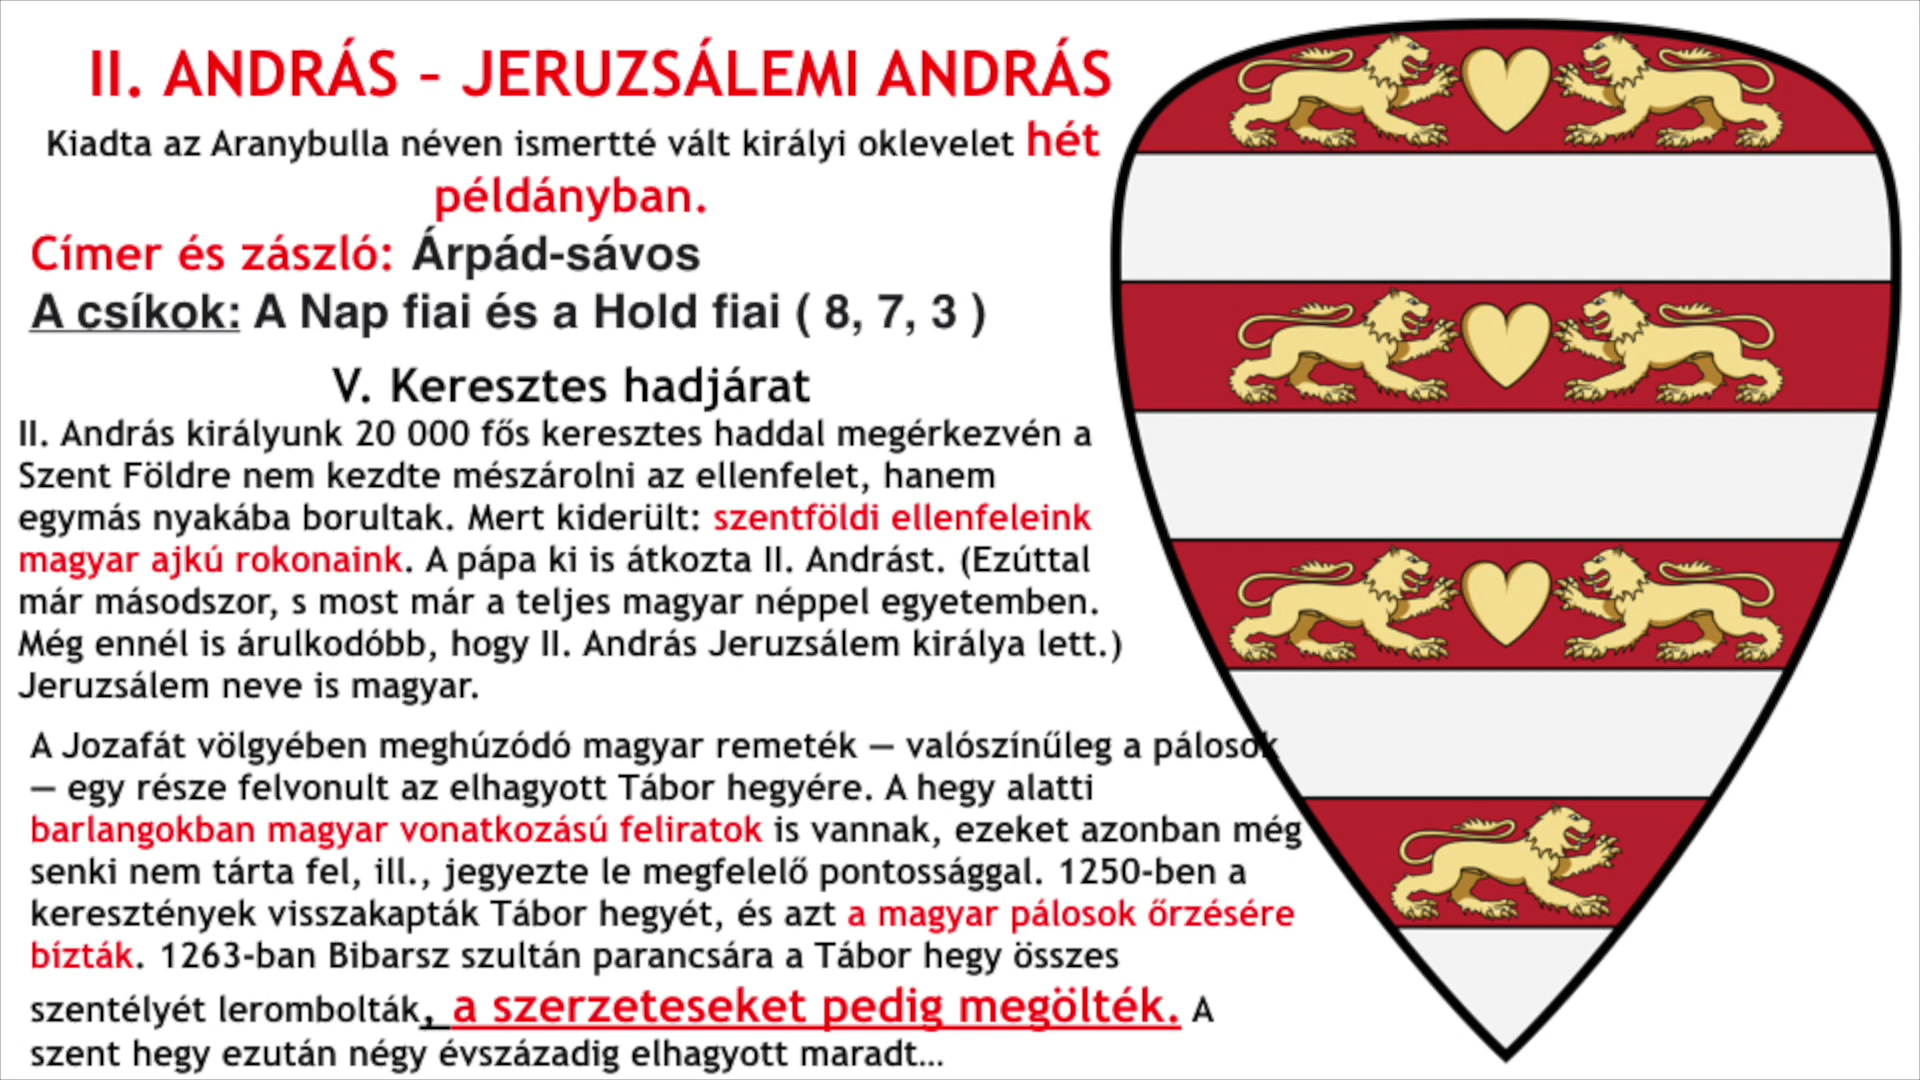 II. ANDRÁS – JERUZSÁLEMI ANDRÁS
Kiadta az Aranybulla néven ismertté vált királyi oklevelet hét
példányban.
Címer és zászló: Árpád-sávos
A csíkok: A Nap fiai és a Hold fiai ( 8, 7, 3 )
V. Keresztes hadjárat
II. András királyunk 20 000 fős keresztes haddal megérkezvén a
Szent Földre nem kezdte mészárolni az ellenfelet, hanem
egymás nyakába borultak. Mert kiderült: szentföldi ellenfeleink
magyar ajkú rokonaink. A pápa ki is átkozta II. Andrást. (Ezúttal
már másodszor, s most már a teljes magyar néppel egyetemben.
Még ennél is árulkodóbb, hogy II. András Jeruzsálem királya lett.)
Jeruzsálem neve is magyar.
A Jozafát völgyében meghúzódó magyar remeték — valószínűleg a pálosok
— egy része felvonult az elhagyott Tábor hegyére. A hegy alatti
barlangokban magyar vonatkozású feliratok is vannak, ezeket azonban még
senki nem tárta fel, ill., jegyezte le megfelelő pontossággal. 1250-ben a
keresztények visszakapták Tábor hegyét, és azt a magyar pálosok őrzésére
bízták. 1263-ban Bibarsz szultán parancsára a Tábor hegy összes
szentélyét lerombolták, a szerzeteseket pedig megölték. A
szent hegy ezután négy évszázadig elhagyott maradt…